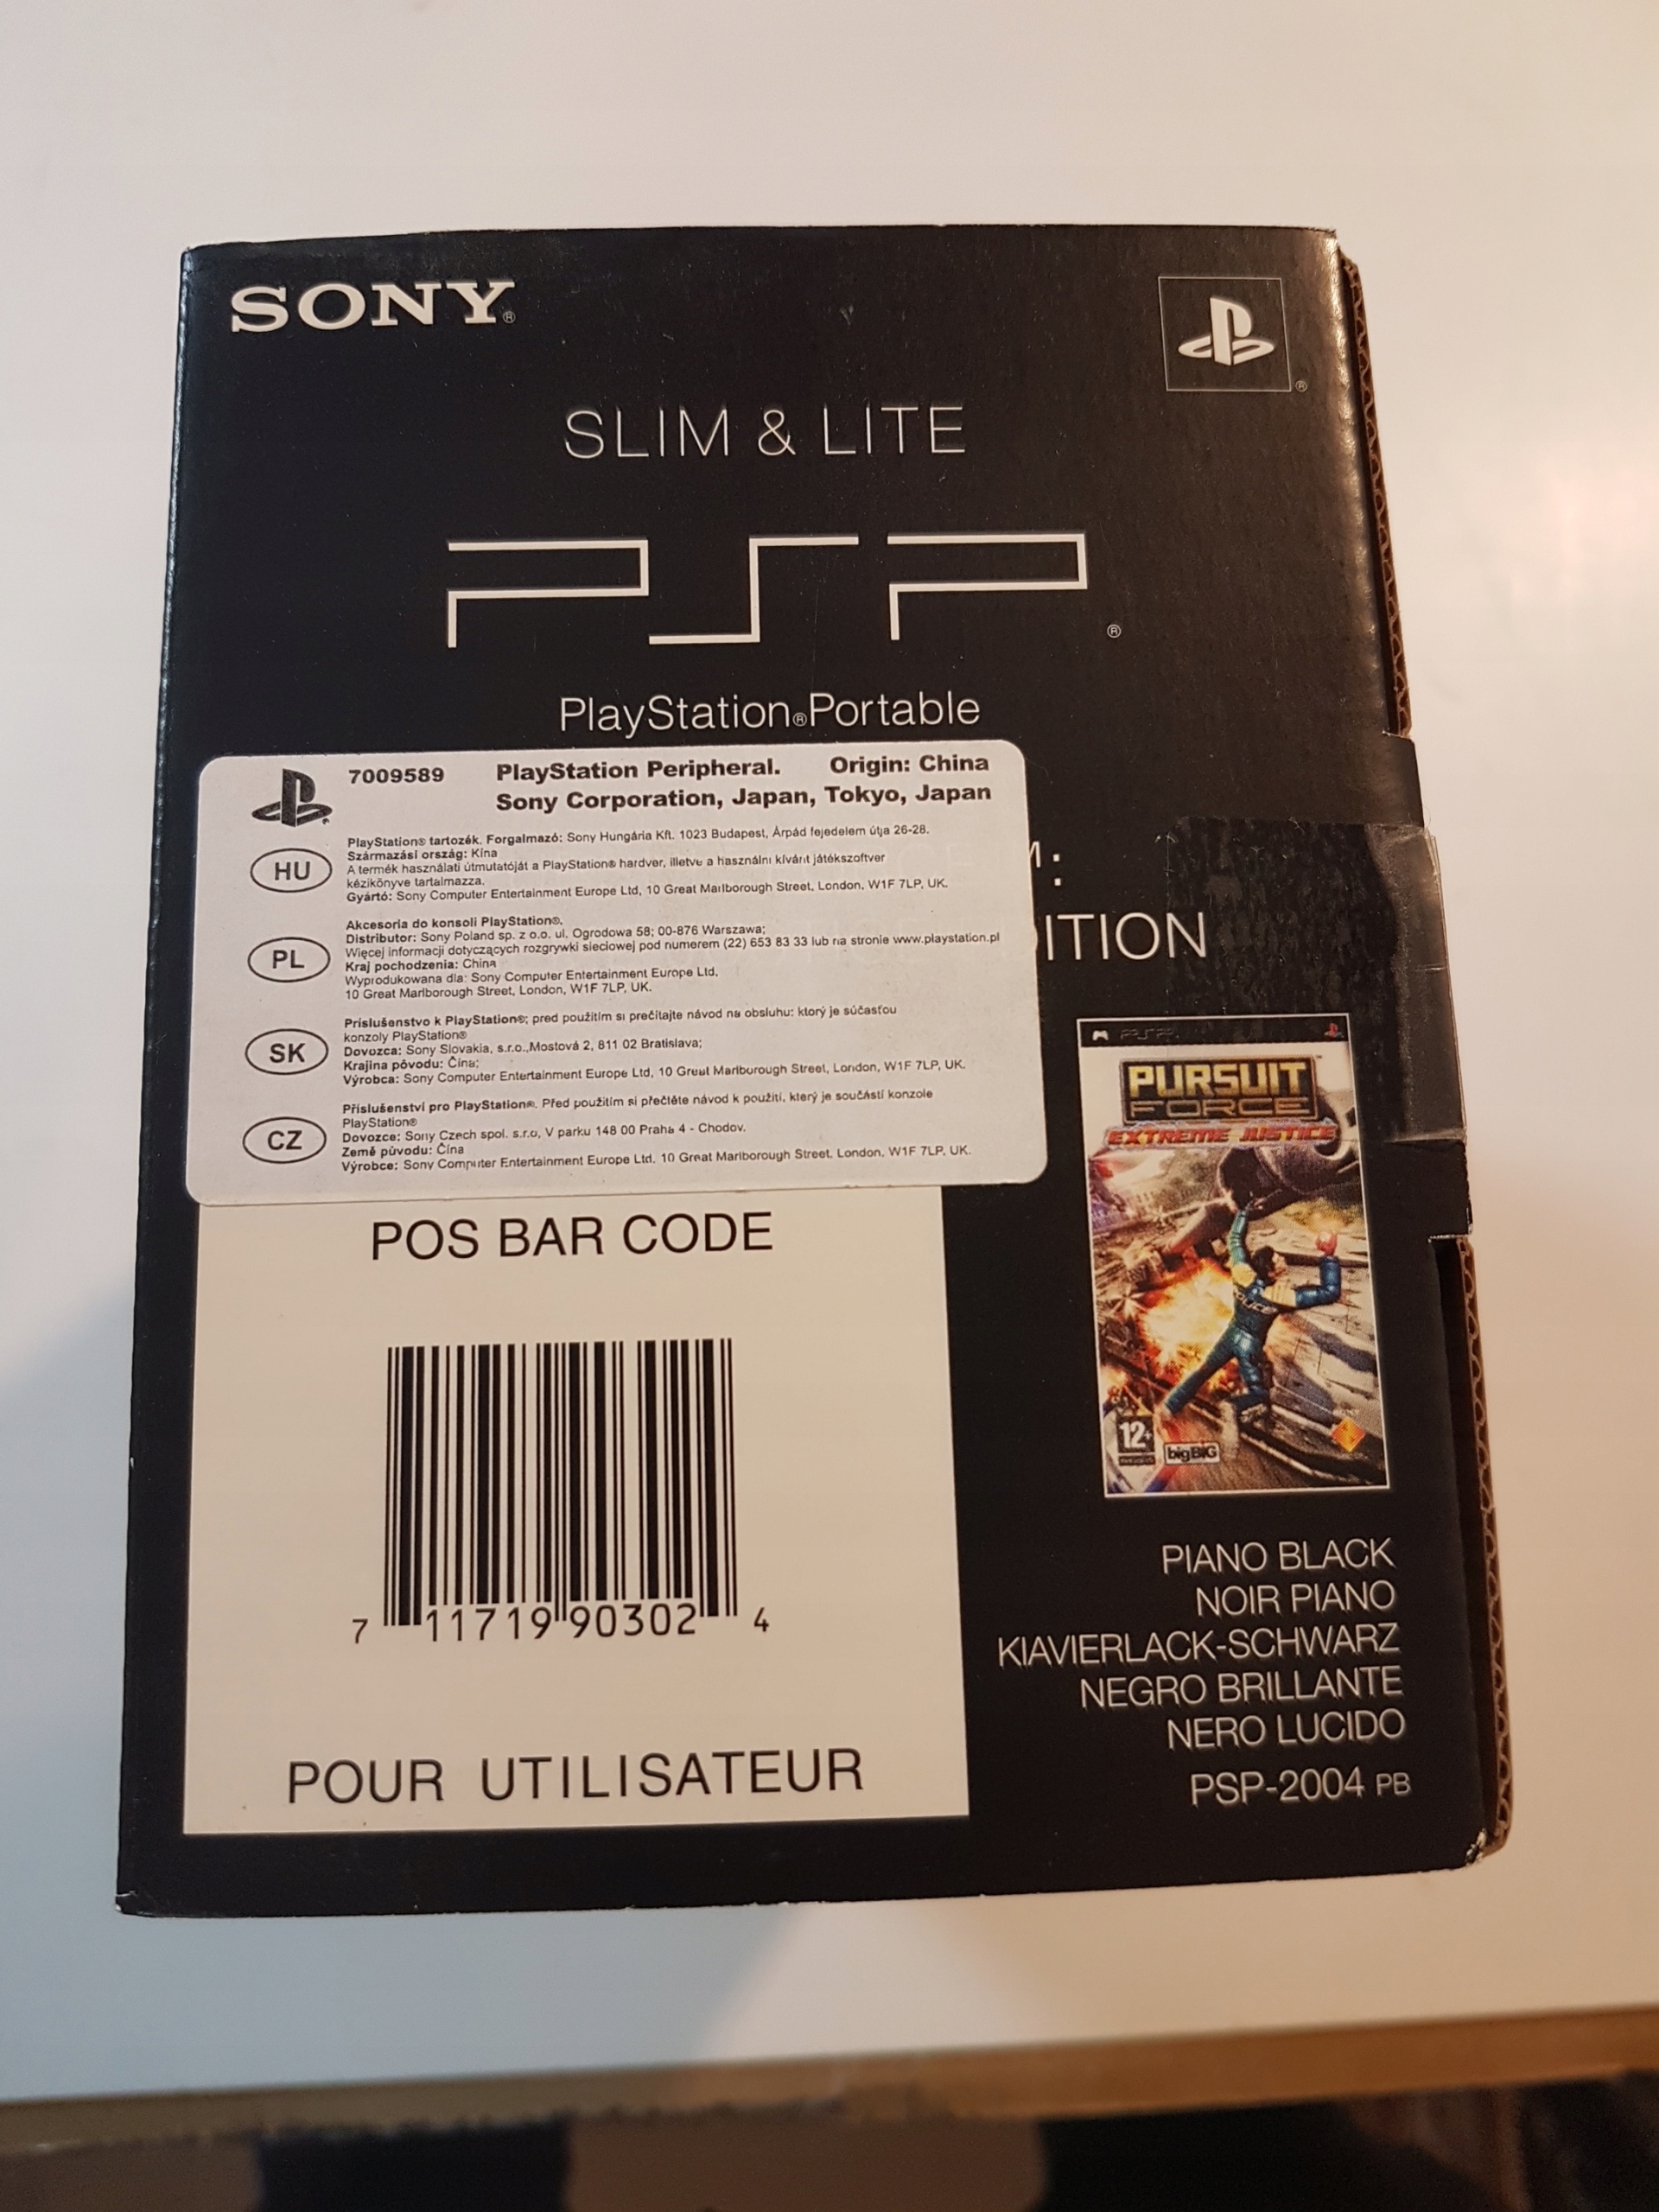 SONY®
®
SLIM & LITE
PSP®
PlayStation®Portable
7009589 PlayStation Peripheral. Origin: China
Sony Corporation, Japan, Tokyo, Japan
HU
PlayStation® tartozék. Forgalmazó: Sony Hungária Kft. 1023 Budapest, Árpád fejedelem útja 26-28.
Származási ország: Kína
A termék használati útmutatóját a PlayStation® hardver, illetve a használni kívánt játékszoftver
kézikönyve tartalmazza.
Gyártó: Sony Computer Entertainment Europe Ltd, 10 Great Marlborough Street, London, W1F 7LP, UK.
PL
Akcesoria do konsoli PlayStation®.
Distributor: Sony Poland sp. z o.o. ul. Ogrodowa 58; 00-876 Warszawa;
Więcej informacji dotyczących rozgrywki sieciowej pod numerem (22) 653 83 33 lub na stronie www.playstation.pl
Kraj pochodzenia: China
Wyprodukowana dla: Sony Computer Entertainment Europe Ltd.
10 Great Marlborough Street, London, W1F 7LP, UK.
SK
Príslušenstvo k PlayStation®; pred použitím si prečítajte návod na obsluhu: ktorý je súčasťou
konzoly PlayStation®
Dovozca: Sony Slovakia, s.r.o.,Mostová 2, 811 02 Bratislava;
Krajina pôvodu: Čína;
Výrobca: Sony Computer Entertainment Europe Ltd, 10 Great Marlborough Street, London, W1F 7LP, UK.
CZ
Příslušenství pro PlayStation®. Před použitím si přečtěte návod k použití, který je součástí konzole
PlayStation®
Dovozce: Sony Czech spol. s.r.o, V parku 148 00 Praha 4 - Chodov.
Země původu: Čína
Výrobce: Sony Computer Entertainment Europe Ltd. 10 Great Marlborough Street, London, W1F 7LP, UK.
M:
ITION
PSP
PURSUIT
FORCE
EXTREME JUSTICE
POLICE
12+
bigBIG
POS BAR CODE
7 11719 90302 4
POUR UTILISATEUR
PIANO BLACK
NOIR PIANO
KIAVIERLACK-SCHWARZ
NEGRO BRILLANTE
NERO LUCIDO
PSP-2004 PB